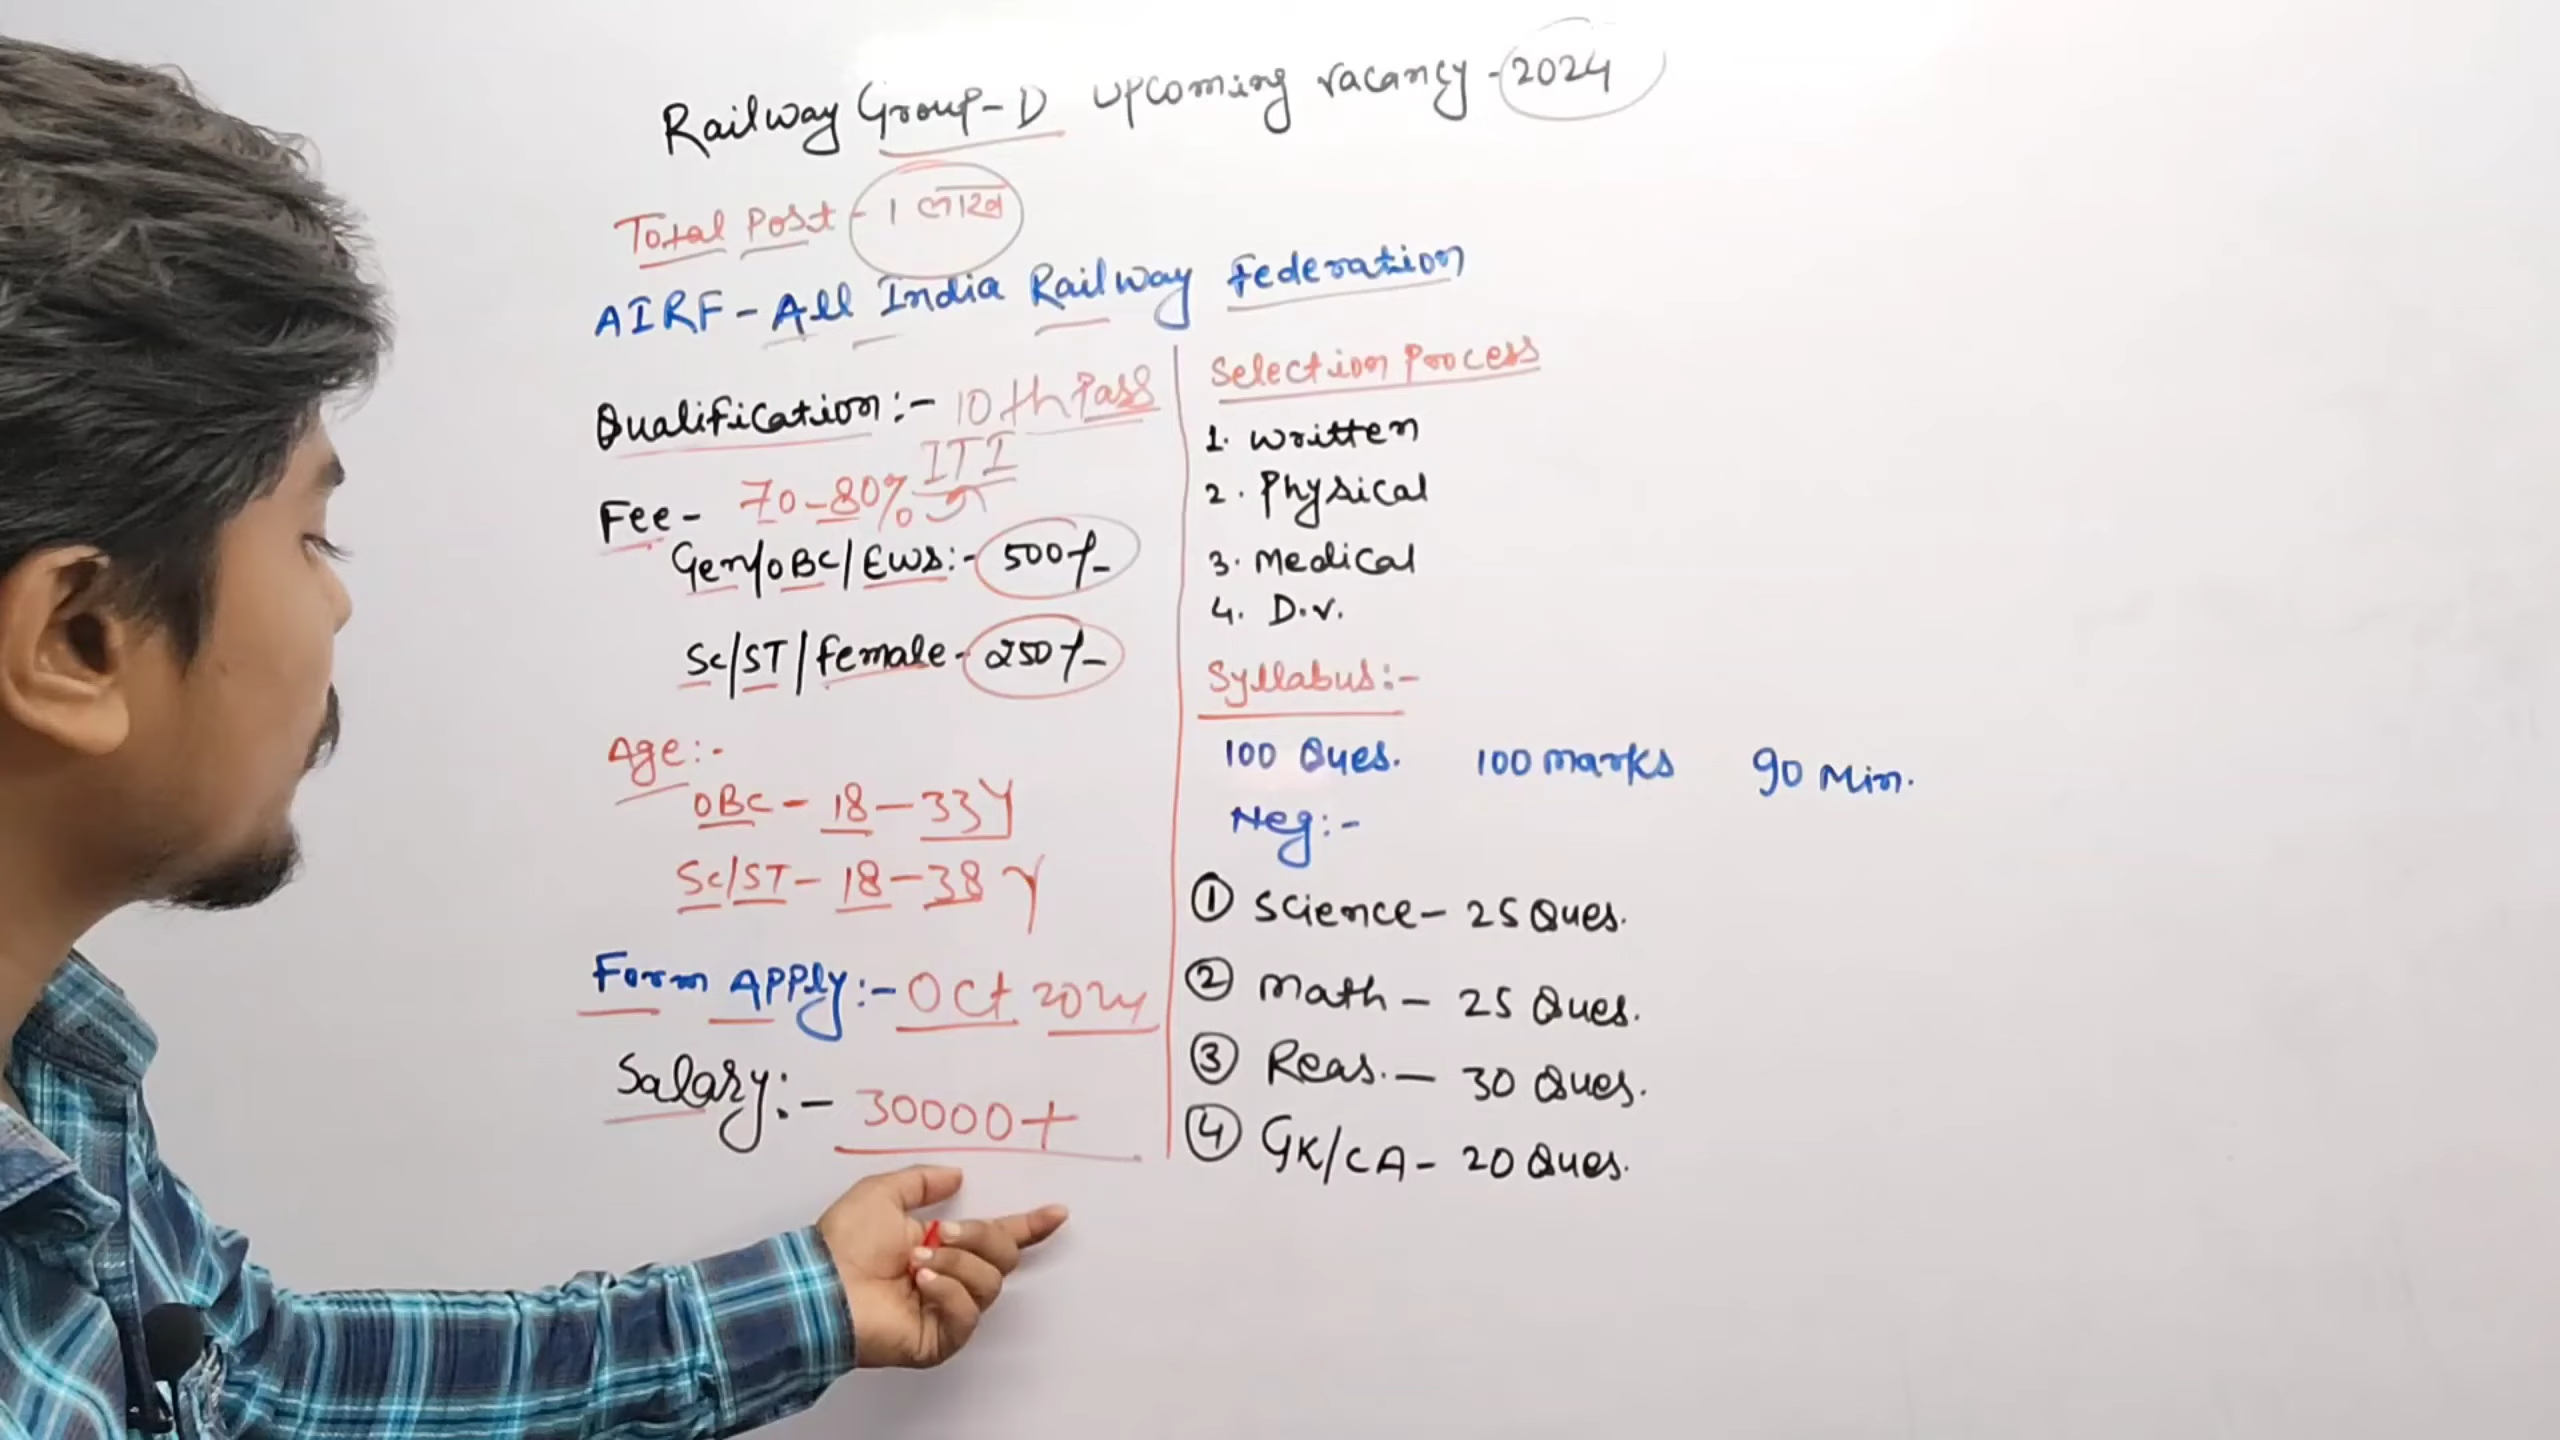 Railway Group-D upcoming vacancy - 2024
Total Post - 1 लाख
AIRF - All India Railway Federation
Qualification:- 10th Pass
ITI
Fee- 70-80%
Gen/OBC/EWS:- 500/-
SC/ST/female- 250/-
Age:-
OBC - 18-33Y
SC/ST- 18-38Y
Form Apply:- Oct 2024
Salary:- 30000+
Selection Process
1. Written
2. Physical
3. Medical
4. D.V.
Syllabus:-
100 Ques. 100 marks 90 Min.
Neg:-
① Science- 25 Ques.
② Math - 25 Ques.
③ Reas. - 30 Ques.
④ GK/CA- 20 Ques.